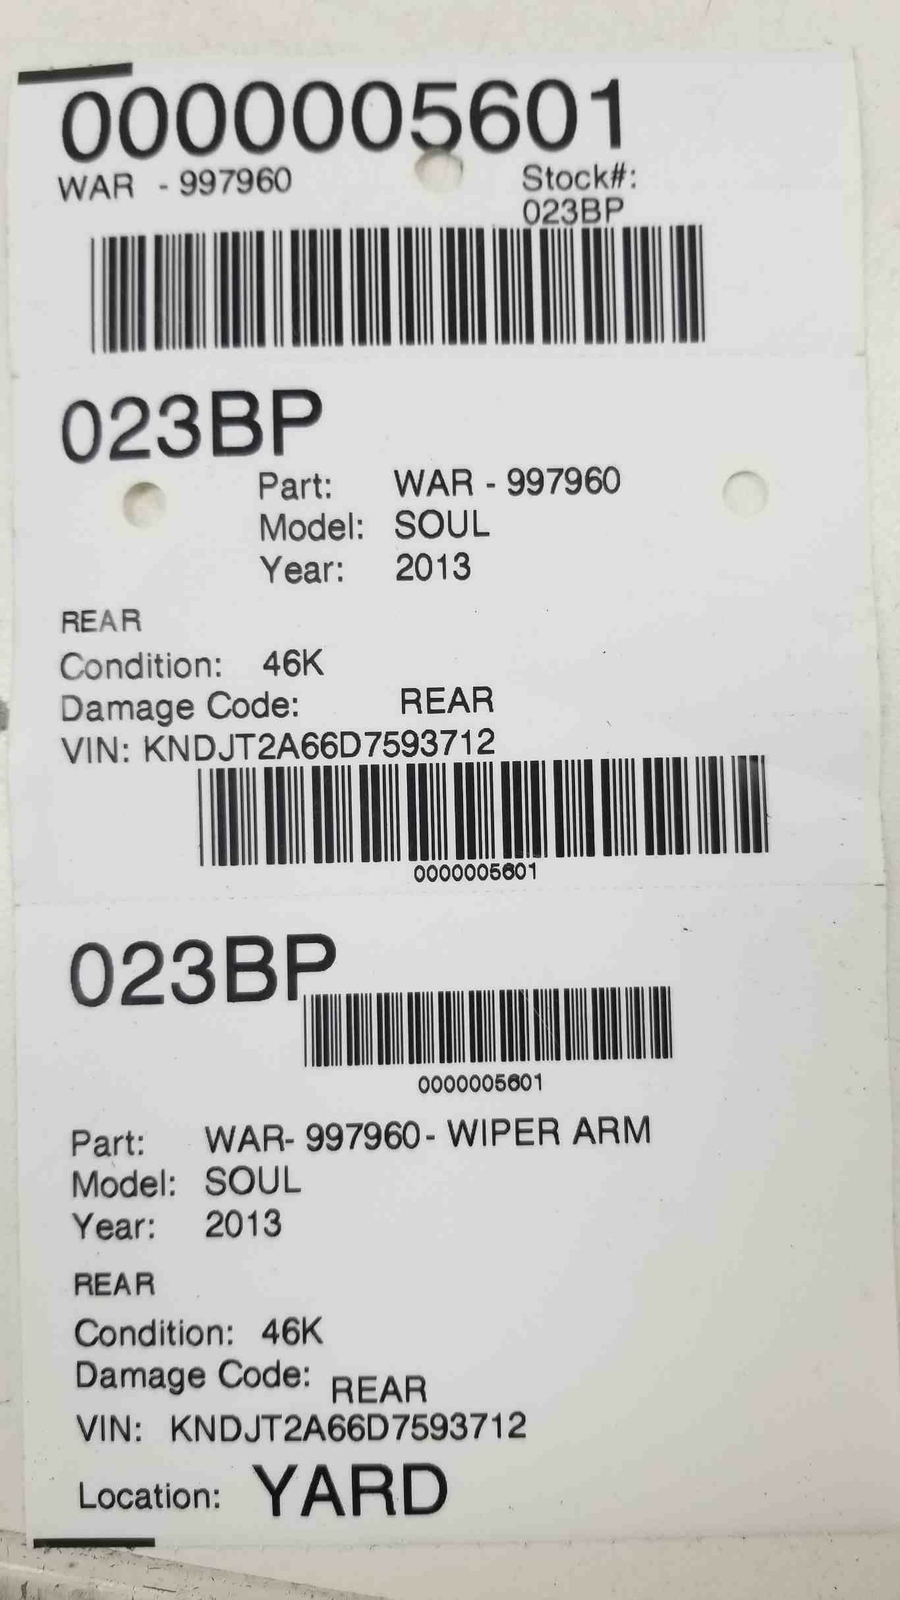 0000005601
WAR - 997960 Stock#:
023BP
023BP
Part: WAR - 997960
Model: SOUL
Year: 2013
REAR
Condition: 46K
Damage Code: REAR
VIN: KNDJT2A66D7593712
0000005601
023BP
0000005601
Part: WAR- 997960- WIPER ARM
Model: SOUL
Year: 2013
REAR
Condition: 46K
Damage Code: REAR
VIN: KNDJT2A66D7593712
Location: YARD